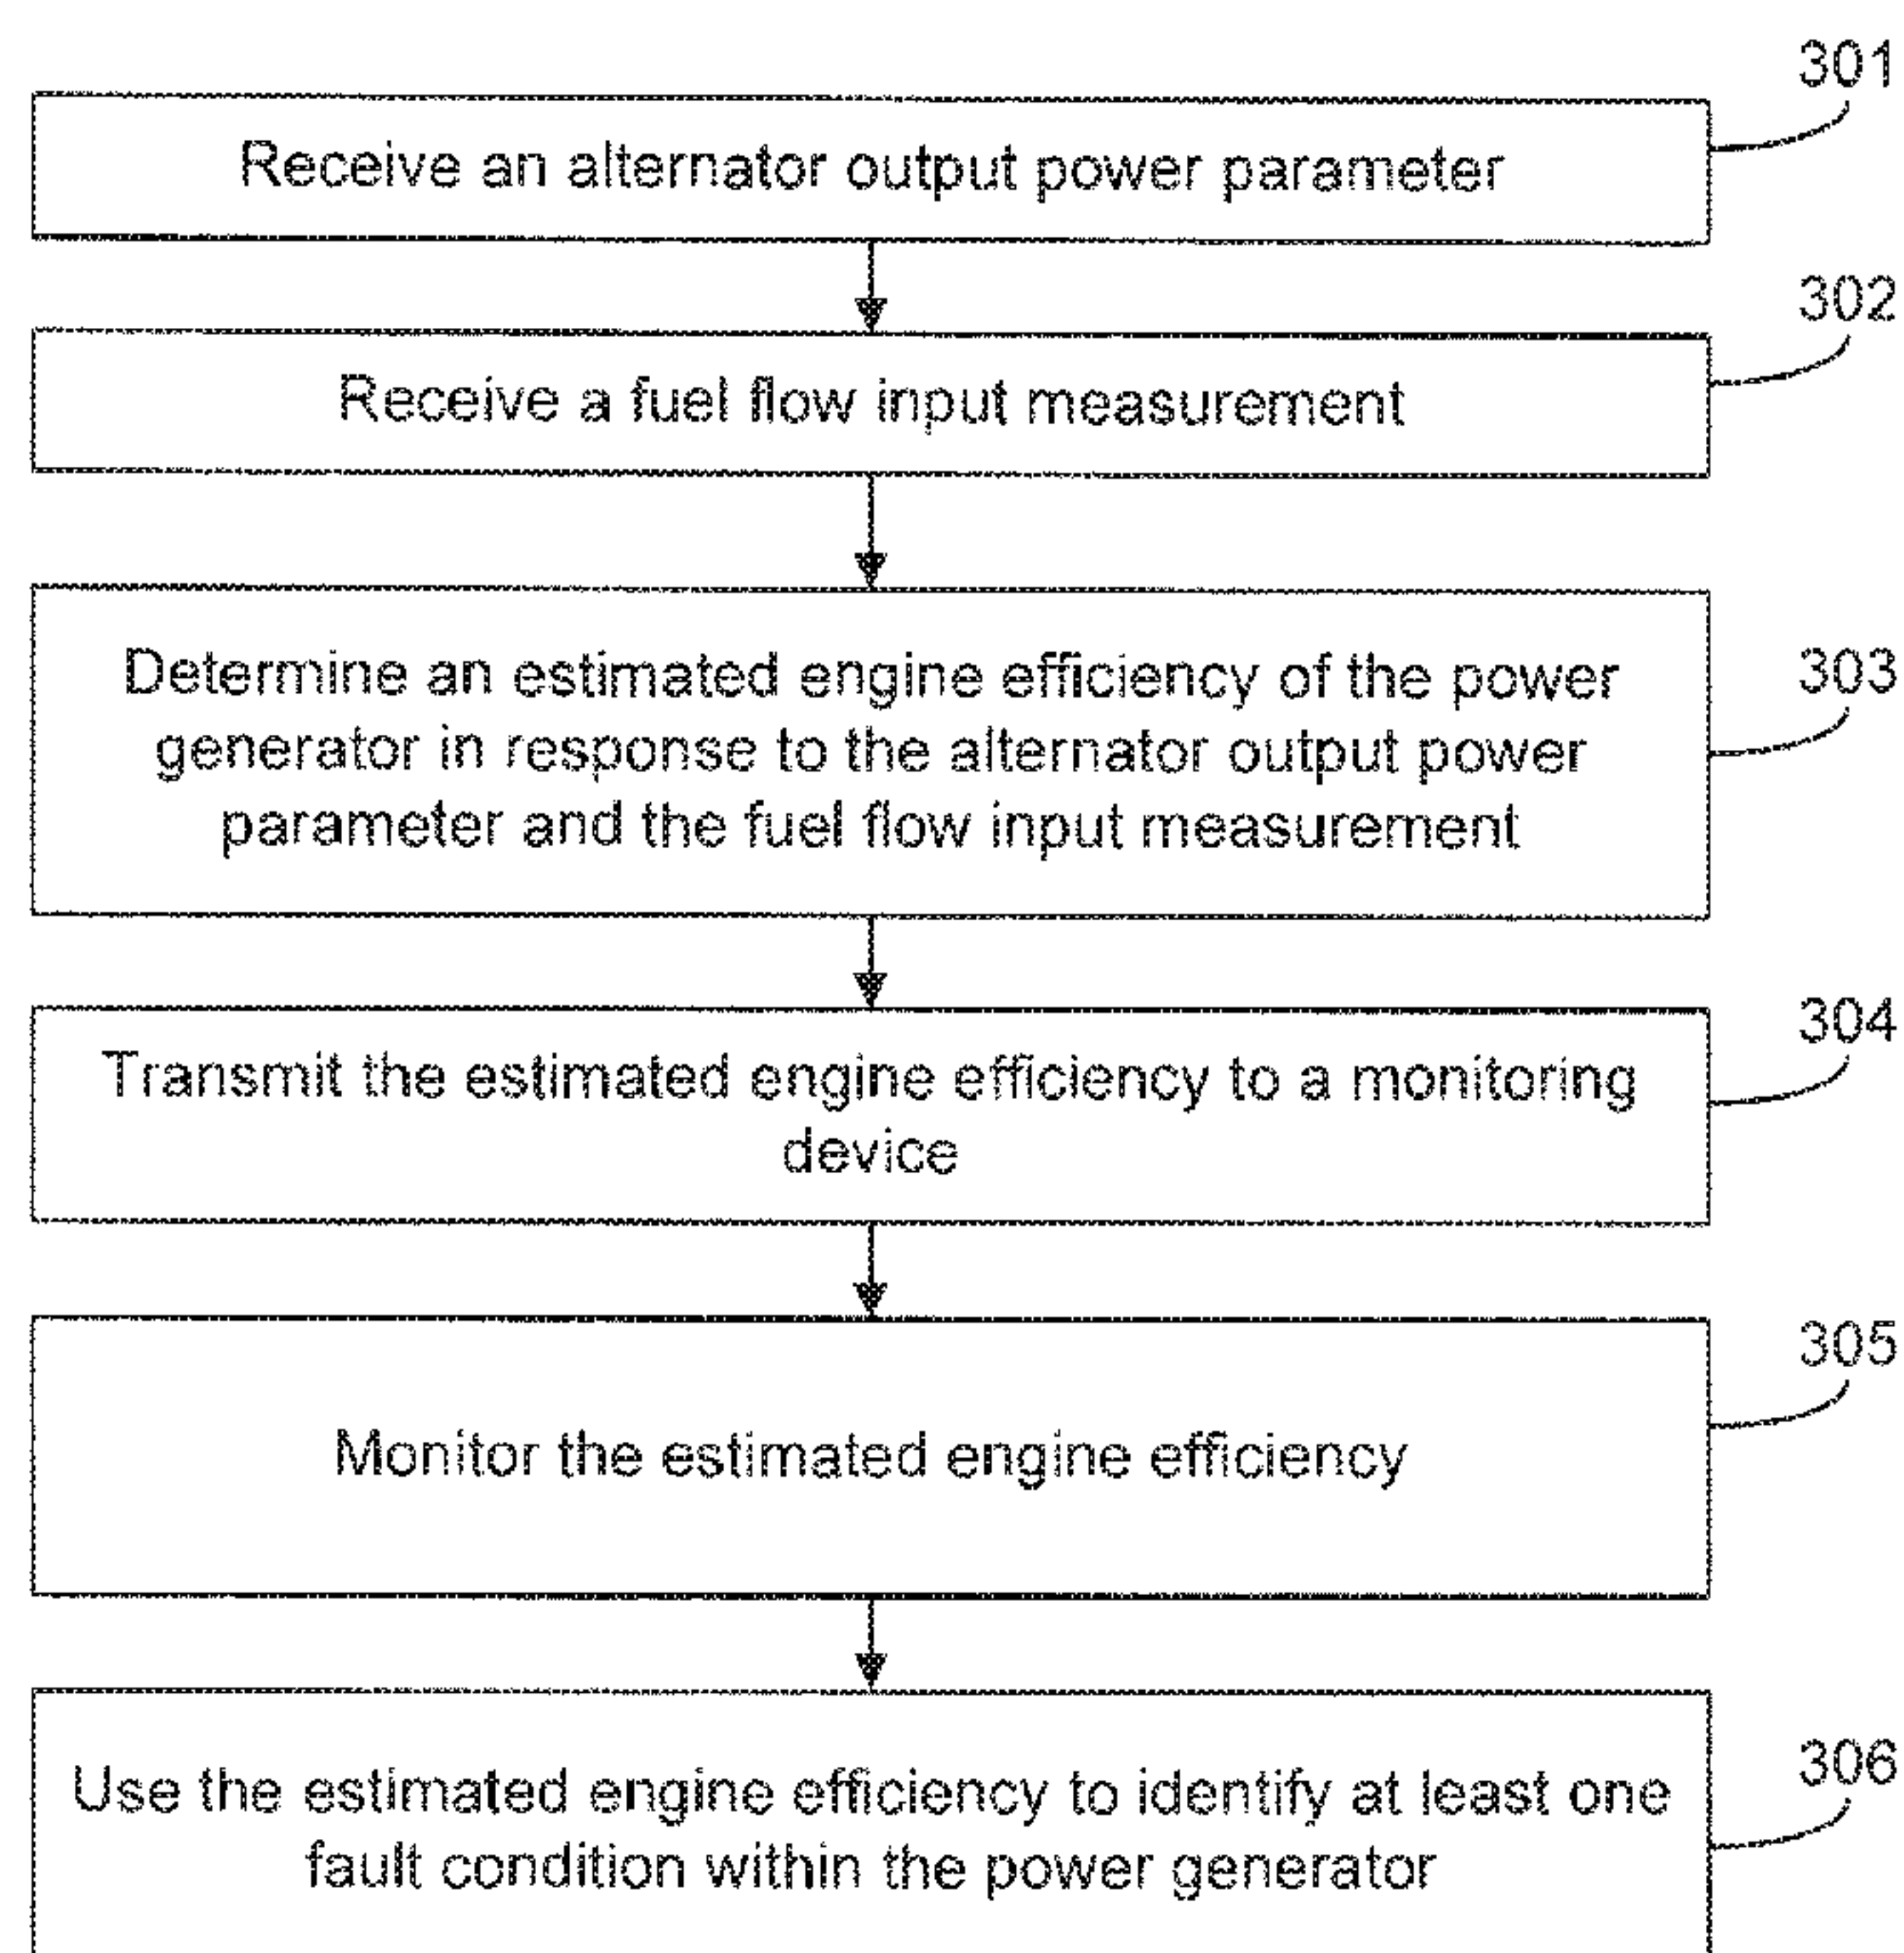 301
Receive an alternator output power parameter
302
Receive a fuel flow input measurement
303
Determine an estimated engine efficiency of the power
generator in response to the alternator output power
parameter and the fuel flow input measurement
304
Transmit the estimated engine efficiency to a monitoring
device
305
Monitor the estimated engine efficiency
306
Use the estimated engine efficiency to identify at least one
fault condition within the power generator